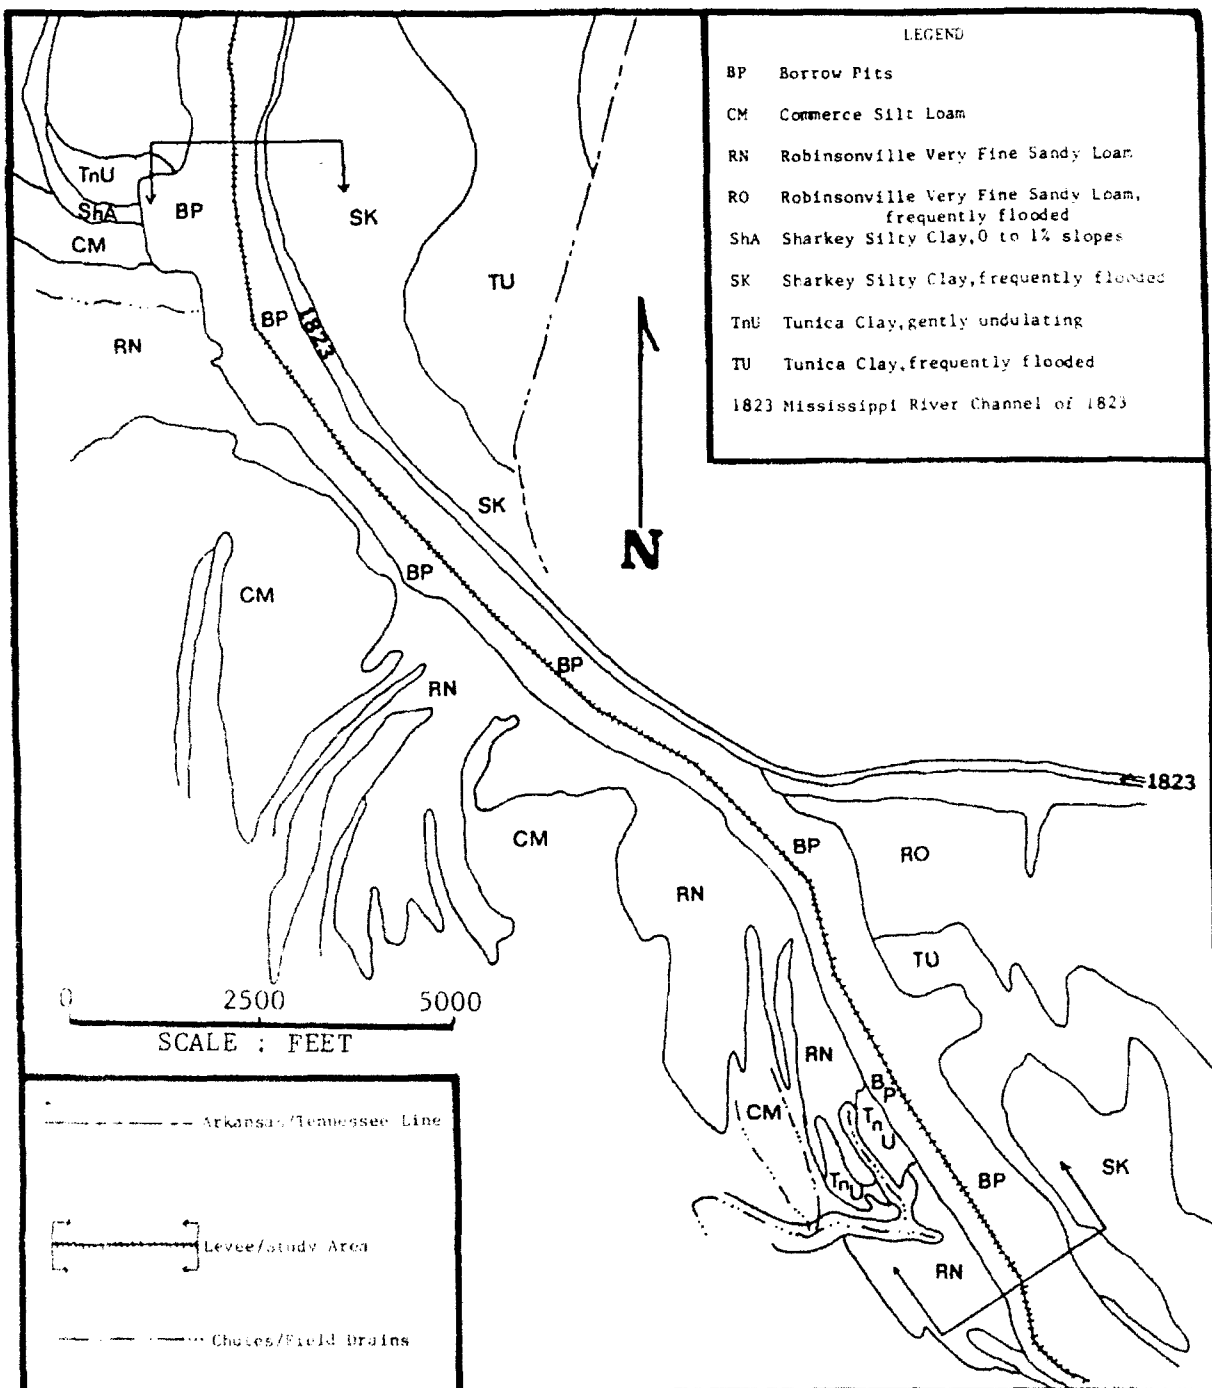 LEGEND
BP Borrow Pits
CM Commerce Silt Loam
RN Robinsonville Very Fine Sandy Loam
RO Robinsonville Very Fine Sandy Loam,
frequently flooded
ShA Sharkey Silty Clay,0 to 1% slopes
SK Sharkey Silty Clay,frequently flooded
TnU Tunica Clay,gently undulating
TU Tunica Clay,frequently flooded
1823 Mississippi River Channel of 1823
TnU
ShA
BP
SK
CM
TU
BP
1823
RN
SK
N
BP
CM
BP
RN
1823
CM
BP
RO
RN
TU
0 2500 5000
SCALE : FEET
RN
BP
CM
TnU
TnU
BP
SK
RN
Arkansas/Tennessee Line
Levee/Study Area
Chutes/Field Drains